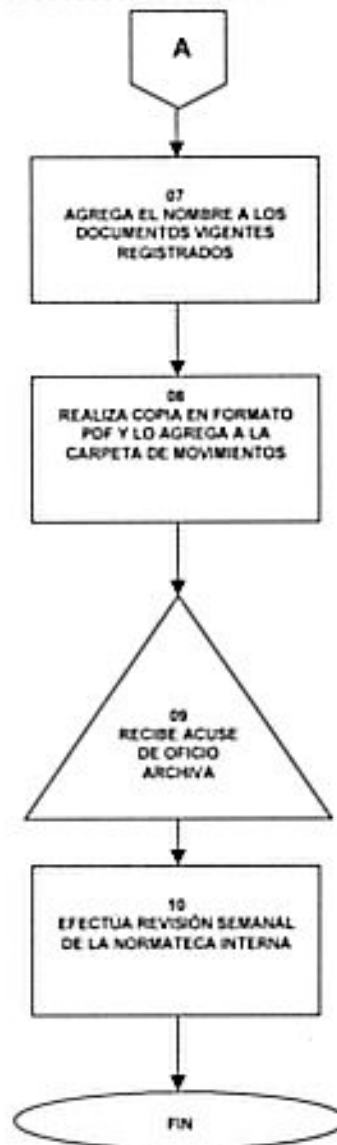 A
07
AGREGA EL NOMBRE A LOS
DOCUMENTOS VIGENTES
REGISTRADOS
08
REALIZA COPIA EN FORMATO
PDF Y LO AGREGA A LA
CARPETA DE MOVIMIENTOS
09
RECIBE ACUSE
DE OFICIO
ARCHIVA
10
EFECTÚA REVISIÓN SEMANAL
DE LA NORMATECA INTERNA
FIN